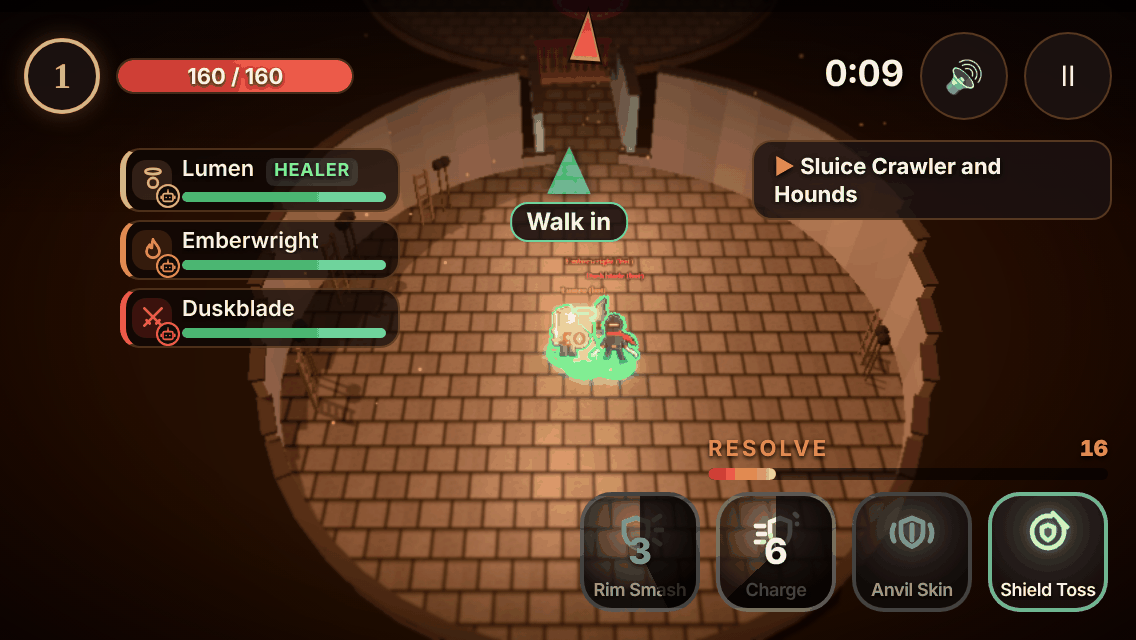 1
160 / 160
0:09
Lumen HEALER
Emberwright
Duskblade
Sluice Crawler and
Hounds
Walk in
RESOLVE 16
3
6
Rim Smash
Charge
Anvil Skin
Shield Toss